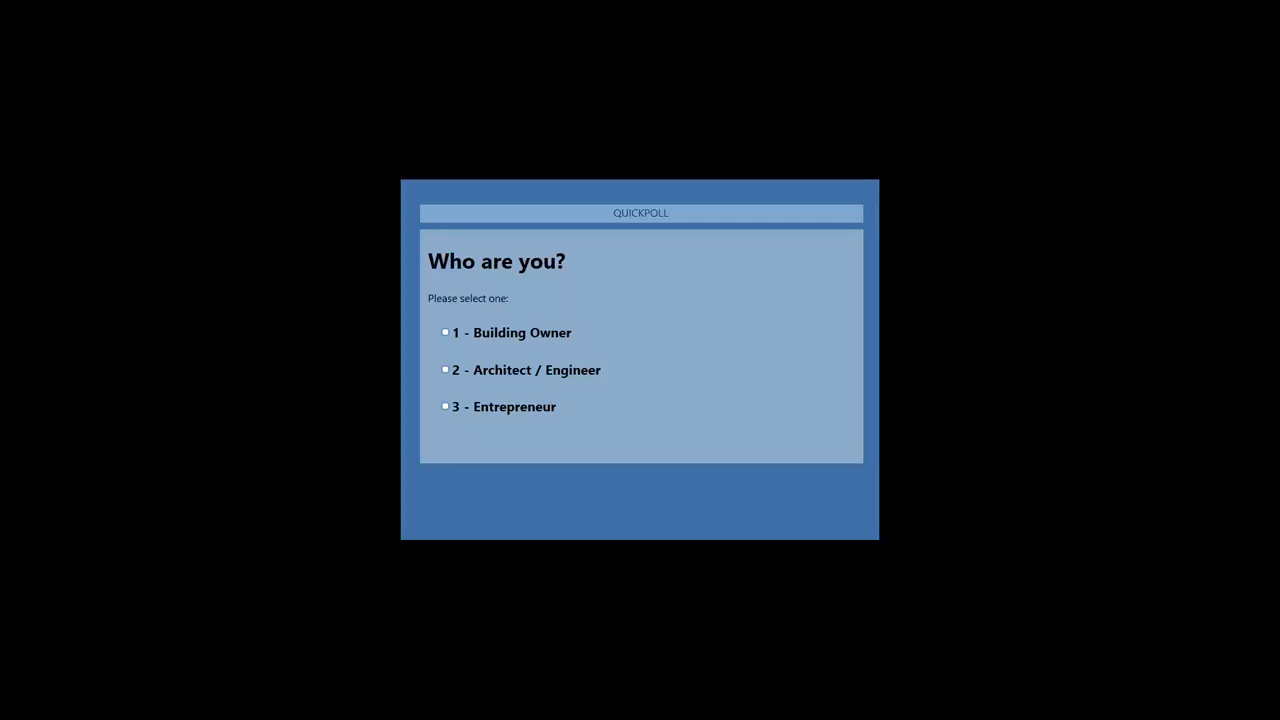 QUICKPOLL
Who are you?
Please select one:
1 - Building Owner
2 - Architect / Engineer
3 - Entrepreneur